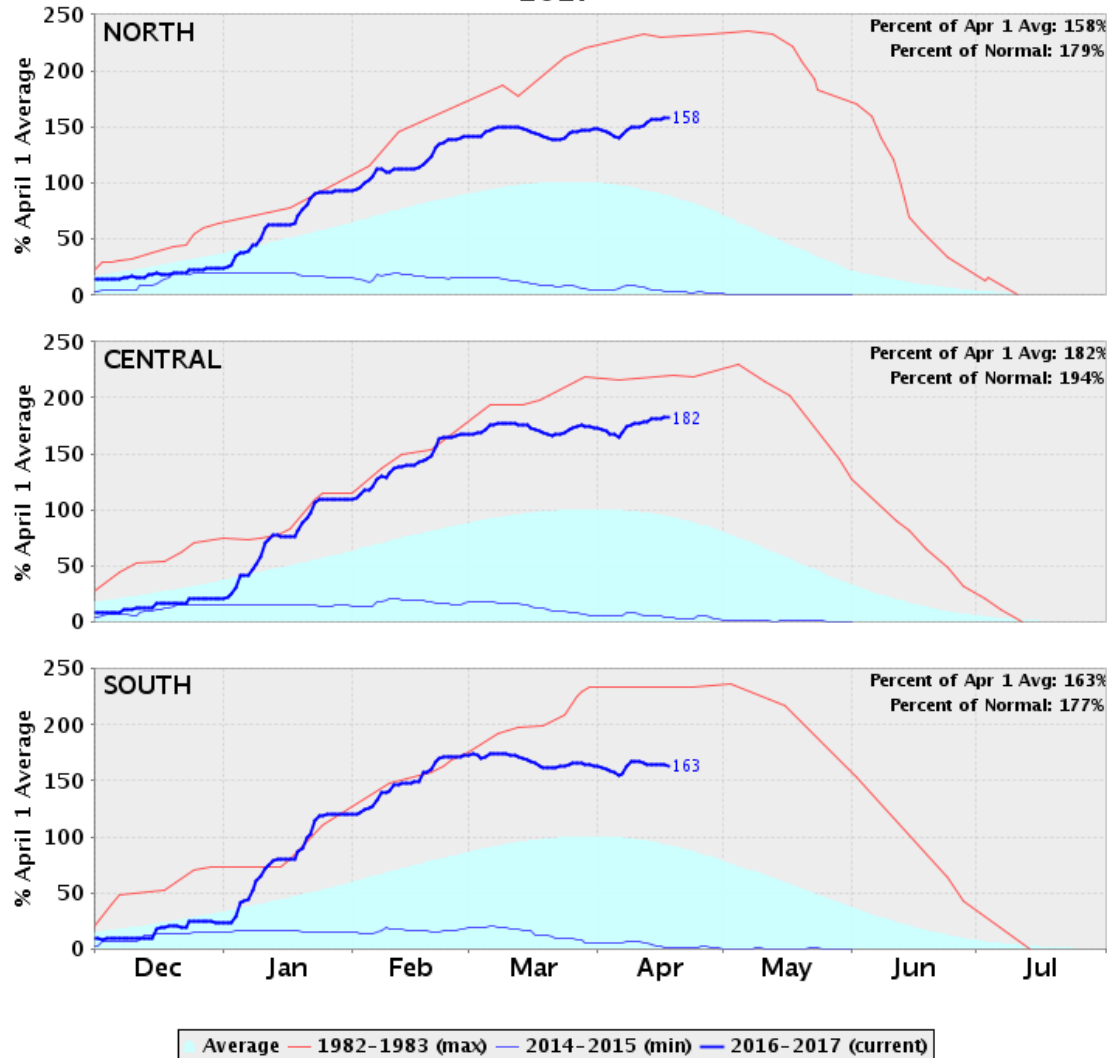 250
NORTH
Percent of Apr 1 Avg: 158%
Percent of Normal: 179%
200
150
158
100
50
0
% April 1 Average
250
CENTRAL
Percent of Apr 1 Avg: 182%
Percent of Normal: 194%
200
182
150
100
50
0
% April 1 Average
250
SOUTH
Percent of Apr 1 Avg: 163%
Percent of Normal: 177%
200
163
150
100
50
0
% April 1 Average
Dec Jan Feb Mar Apr May Jun Jul
Average 1982-1983 (max) 2014-2015 (min) 2016-2017 (current)